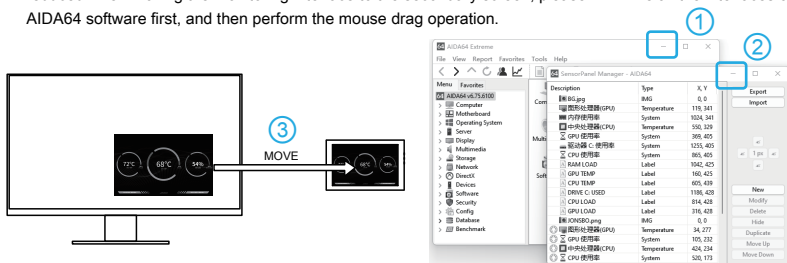 AIDA64 software first, and then perform the mouse drag operation.
①
②
③
MOVE
72°C
68°C
54%
68°C
64 AIDA64 Extreme
File View Report Favorites Tools Help
Menu Favorites
64 AIDA64 v6.75.6100
Computer
Motherboard
Operating System
Server
Display
Multimedia
Storage
Network
DirectX
Devices
Software
Security
Config
Database
Benchmark
64 SensorPanel Manager - AIDA64
Description Type X, Y
BG.jpg IMG 0, 0
图形处理器(GPU) Temperature 119, 341
内存使用率 System 1024, 341
中央处理器(CPU) Temperature 550, 329
GPU 使用率 System 369, 405
驱动器 C: 使用率 System 1255, 405
CPU 使用率 System 865, 405
RAM LOAD Label 1042, 425
GPU TEMP Label 160, 425
CPU TEMP Label 605, 439
DRIVE C: USED Label 1186, 428
CPU LOAD Label 814, 428
GPU LOAD Label 316, 428
JONSBO.png IMG 0, 0
图形处理器(GPU) Temperature 34, 277
GPU 使用率 System 105, 232
中央处理器(CPU) Temperature 424, 234
CPU 使用率 System 520, 173
Export
Import
1 px
New
Modify
Delete
Hide
Duplicate
Move Up
Move Down